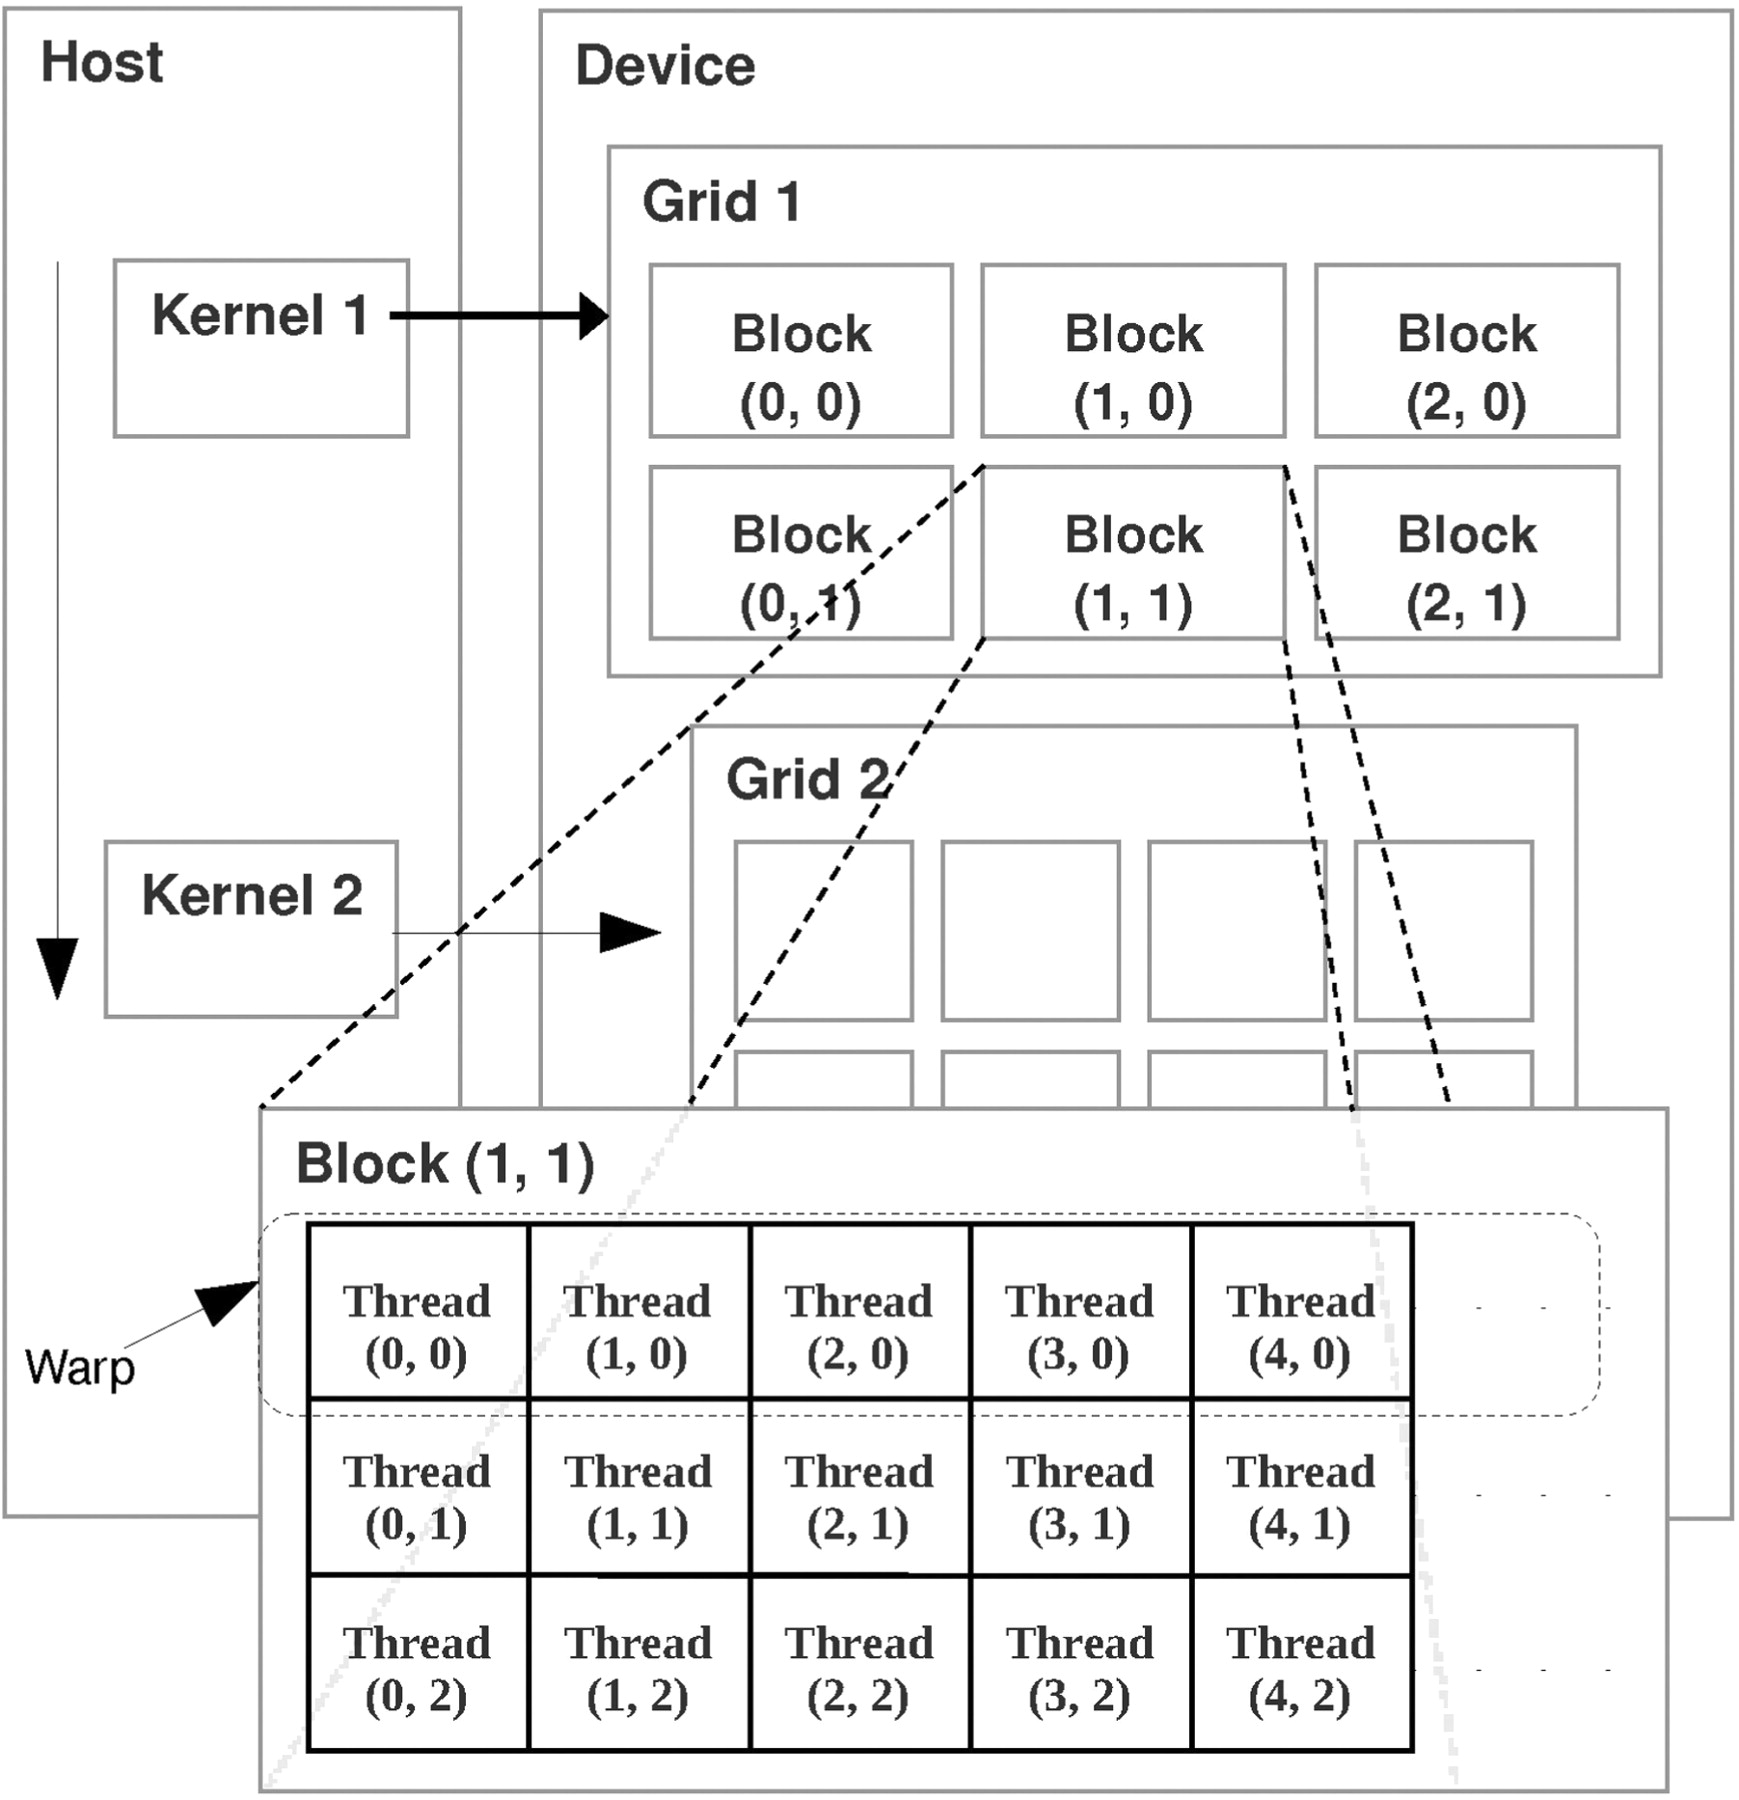 Host
Device
Grid 1
Kernel 1
Block
(0, 0)
Block
(1, 0)
Block
(2, 0)
Block
(0, 1)
Block
(1, 1)
Block
(2, 1)
Grid 2
Kernel 2
Block (1, 1)
Warp
Thread
(0, 0)
Thread
(1, 0)
Thread
(2, 0)
Thread
(3, 0)
Thread
(4, 0)
Thread
(0, 1)
Thread
(1, 1)
Thread
(2, 1)
Thread
(3, 1)
Thread
(4, 1)
Thread
(0, 2)
Thread
(1, 2)
Thread
(2, 2)
Thread
(3, 2)
Thread
(4, 2)